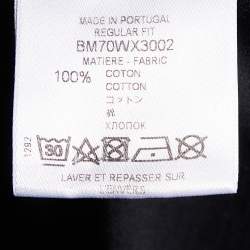 MADE IN PORTUGAL
REGULAR FIT
BM70WX3002
MATIERE - FABRIC
100% COTON
COTTON
コットン
棉
ХЛОПОК
1292
30
LAVER ET REPASSER SUR
L'ENVERS